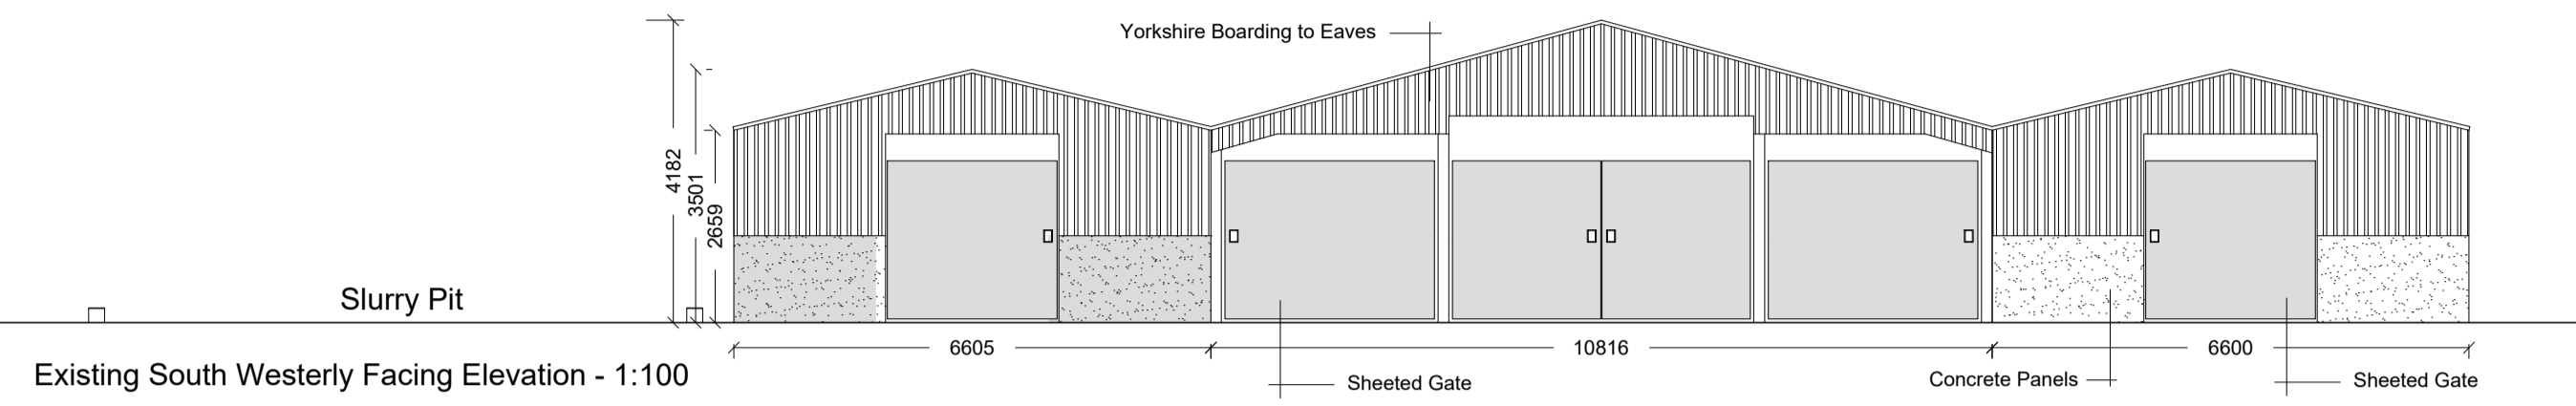 Yorkshire Boarding to Eaves
4182
3501
2659
Slurry Pit
6605
10816
6600
Existing South Westerly Facing Elevation - 1:100
Sheeted Gate
Concrete Panels
Sheeted Gate